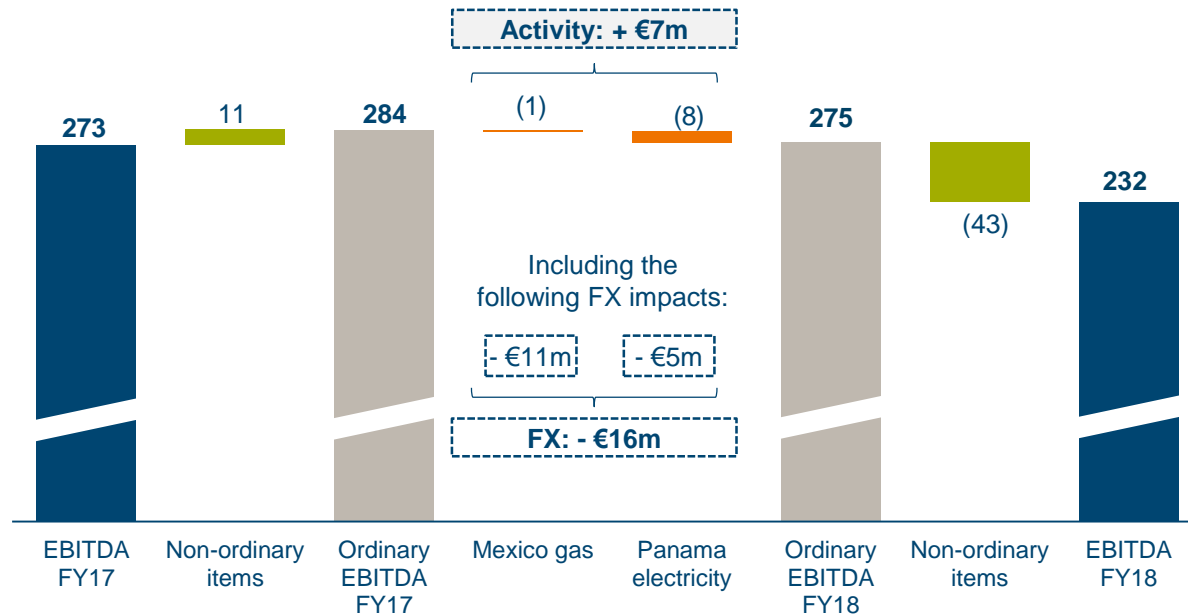 Activity: + €7m
273
11
284
(1)
(8)
275
(43)
232
Including the
following FX impacts:
- €11m
- €5m
FX: - €16m
EBITDA
FY17
Non-ordinary
items
Ordinary
EBITDA
FY17
Mexico gas
Panama
electricity
Ordinary
EBITDA
FY18
Non-ordinary
items
EBITDA
FY18